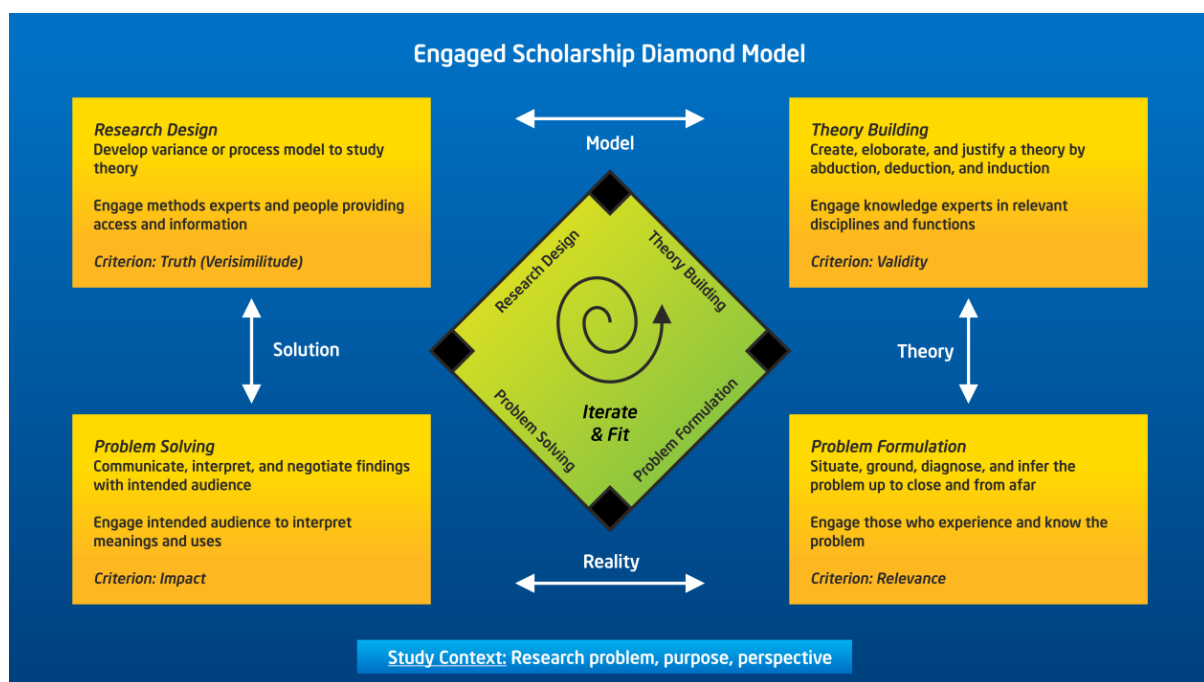 Engaged Scholarship Diamond Model
Research Design
Develop variance or process model to study
theory
Engage methods experts and people providing
access and information
Criterion: Truth (Verisimilitude)
Model
Theory Building
Create, eloborate, and justify a theory by
abduction, deduction, and induction
Engage knowledge experts in relevant
disciplines and functions
Criterion: Validity
Research Design
Theory Building
Solution
Theory
Problem Solving
Iterate
& Fit
Problem Formulation
Problem Solving
Communicate, interpret, and negotiate findings
with intended audience
Engage intended audience to interpret
meanings and uses
Criterion: Impact
Reality
Problem Formulation
Situate, ground, diagnose, and infer the
problem up to close and from afar
Engage those who experience and know the
problem
Criterion: Relevance
Study Context: Research problem, purpose, perspective